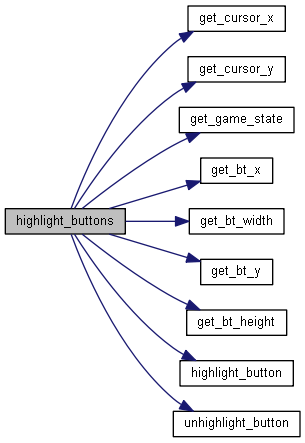 get_cursor_x
get_cursor_y
get_game_state
get_bt_x
highlight_buttons
get_bt_width
get_bt_y
get_bt_height
highlight_button
unhighlight_button